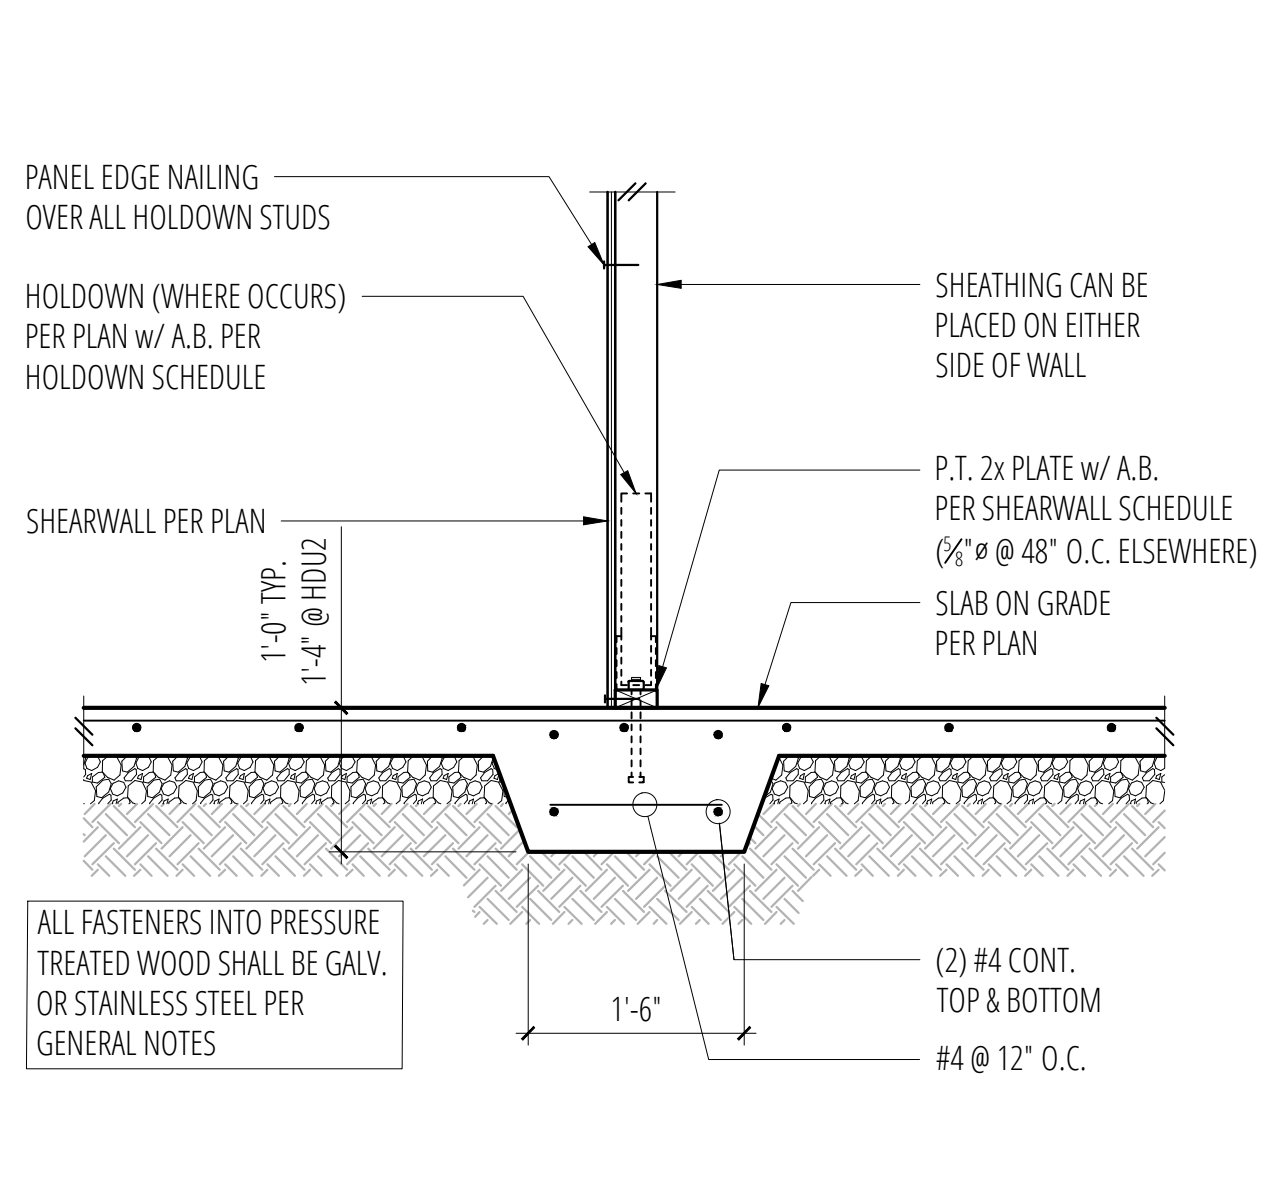 PANEL EDGE NAILING
OVER ALL HOLDOWN STUDS
HOLDOWN (WHERE OCCURS)
PER PLAN w/ A.B. PER
HOLDOWN SCHEDULE
SHEARWALL PER PLAN
1'-0" TYP.
1'-4" @ HDU2
SHEATHING CAN BE
PLACED ON EITHER
SIDE OF WALL
P.T. 2x PLATE w/ A.B.
PER SHEARWALL SCHEDULE
(5/8"ø @ 48" O.C. ELSEWHERE)
SLAB ON GRADE
PER PLAN
ALL FASTENERS INTO PRESSURE
TREATED WOOD SHALL BE GALV.
OR STAINLESS STEEL PER
GENERAL NOTES
1'-6"
(2) #4 CONT.
TOP & BOTTOM
#4 @ 12" O.C.